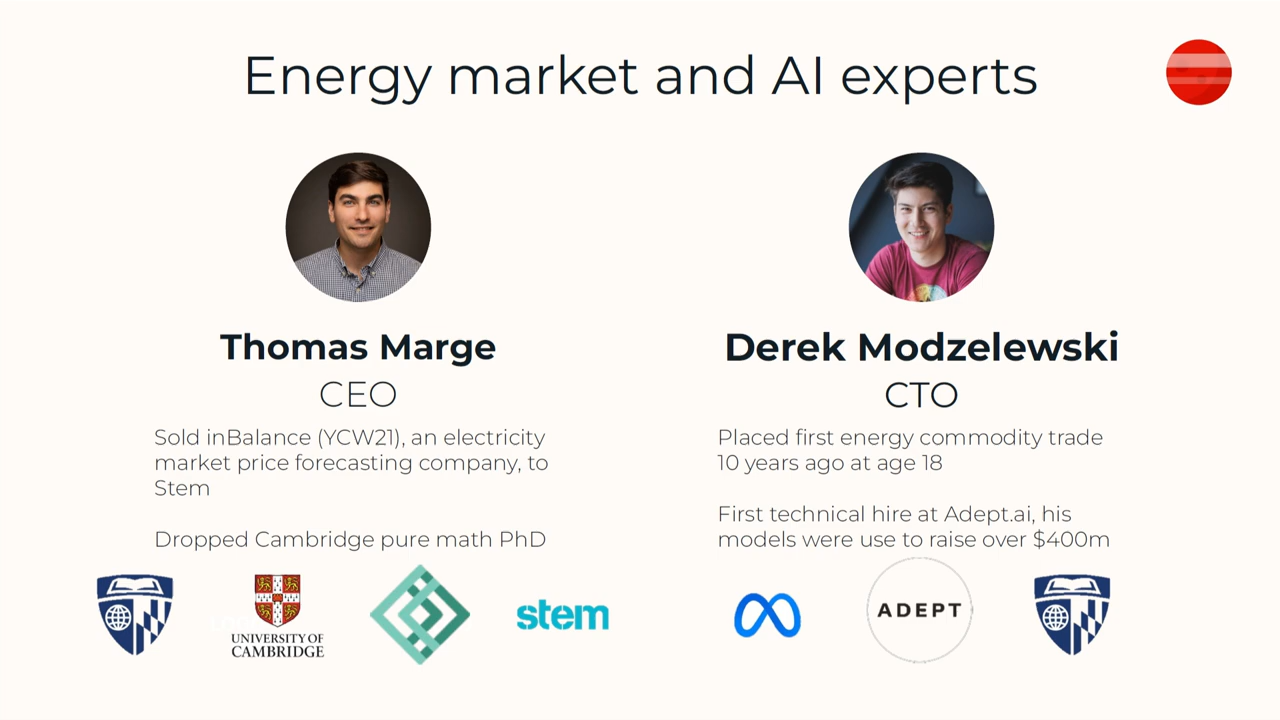 Energy market and AI experts
Thomas Marge
CEO
Sold inBalance (YCW21), an electricity
market price forecasting company, to
Stem
Dropped Cambridge pure math PhD
UNIVERSITY OF
CAMBRIDGE
stem
Derek Modzelewski
CTO
Placed first energy commodity trade
10 years ago at age 18
First technical hire at Adept.ai, his
models were use to raise over $400m
ADEPT